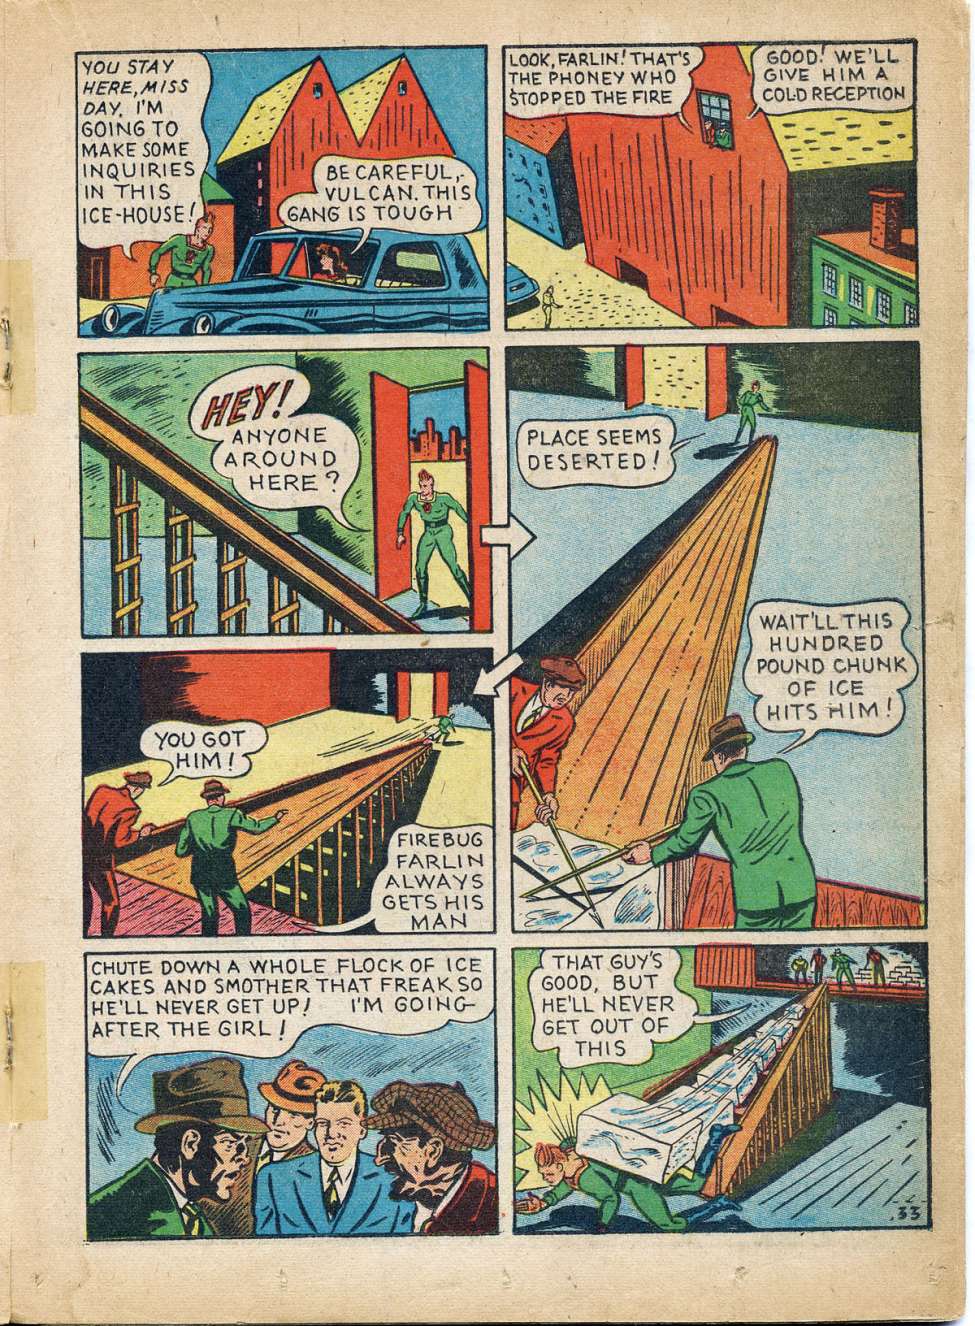 YOU STAY
HERE, MISS
DAY. I'M
GOING TO
MAKE SOME
INQUIRIES
IN THIS
ICE-HOUSE!
BE CAREFUL,
VULCAN. THIS
GANG IS TOUGH
LOOK, FARLIN! THAT'S
THE PHONEY WHO
STOPPED THE FIRE
GOOD! WE'LL
GIVE HIM A
COLD RECEPTION
HEY!
ANYONE
AROUND
HERE?
PLACE SEEMS
DESERTED!
WAIT'LL THIS
HUNDRED
POUND CHUNK
OF ICE
HITS HIM!
YOU GOT
HIM!
FIREBUG
FARLIN
ALWAYS
GETS HIS
MAN
CHUTE DOWN A WHOLE FLOCK OF ICE
CAKES AND SMOTHER THAT FREAK SO
HE'LL NEVER GET UP! I'M GOING
AFTER THE GIRL!
THAT GUY'S
GOOD, BUT
HE'LL NEVER
GET OUT OF
THIS
33